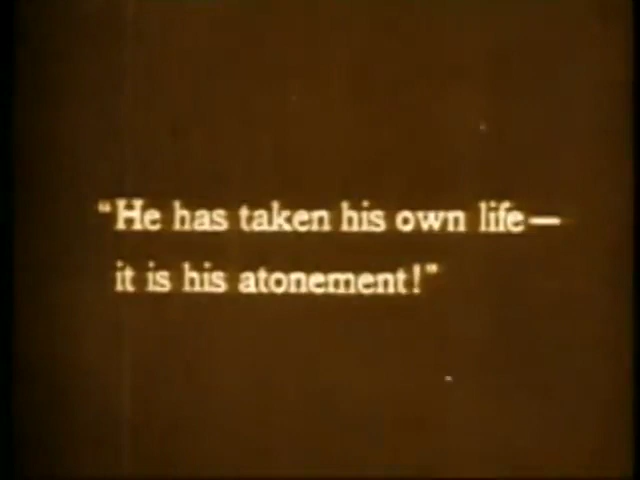 “He has taken his own life—
it is his atonement!”